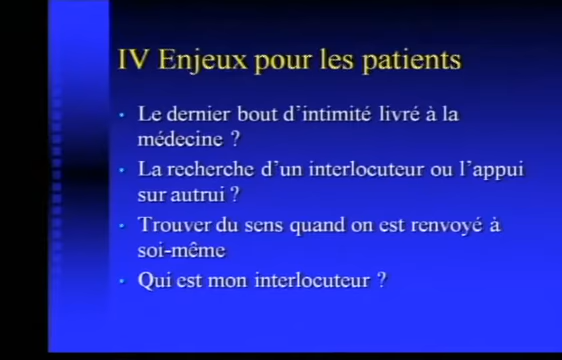 IV Enjeux pour les patients
• Le dernier bout d'intimité livré à la
médecine ?
• La recherche d'un interlocuteur ou l'appui
sur autrui ?
• Trouver du sens quand on est renvoyé à
soi-même
• Qui est mon interlocuteur ?